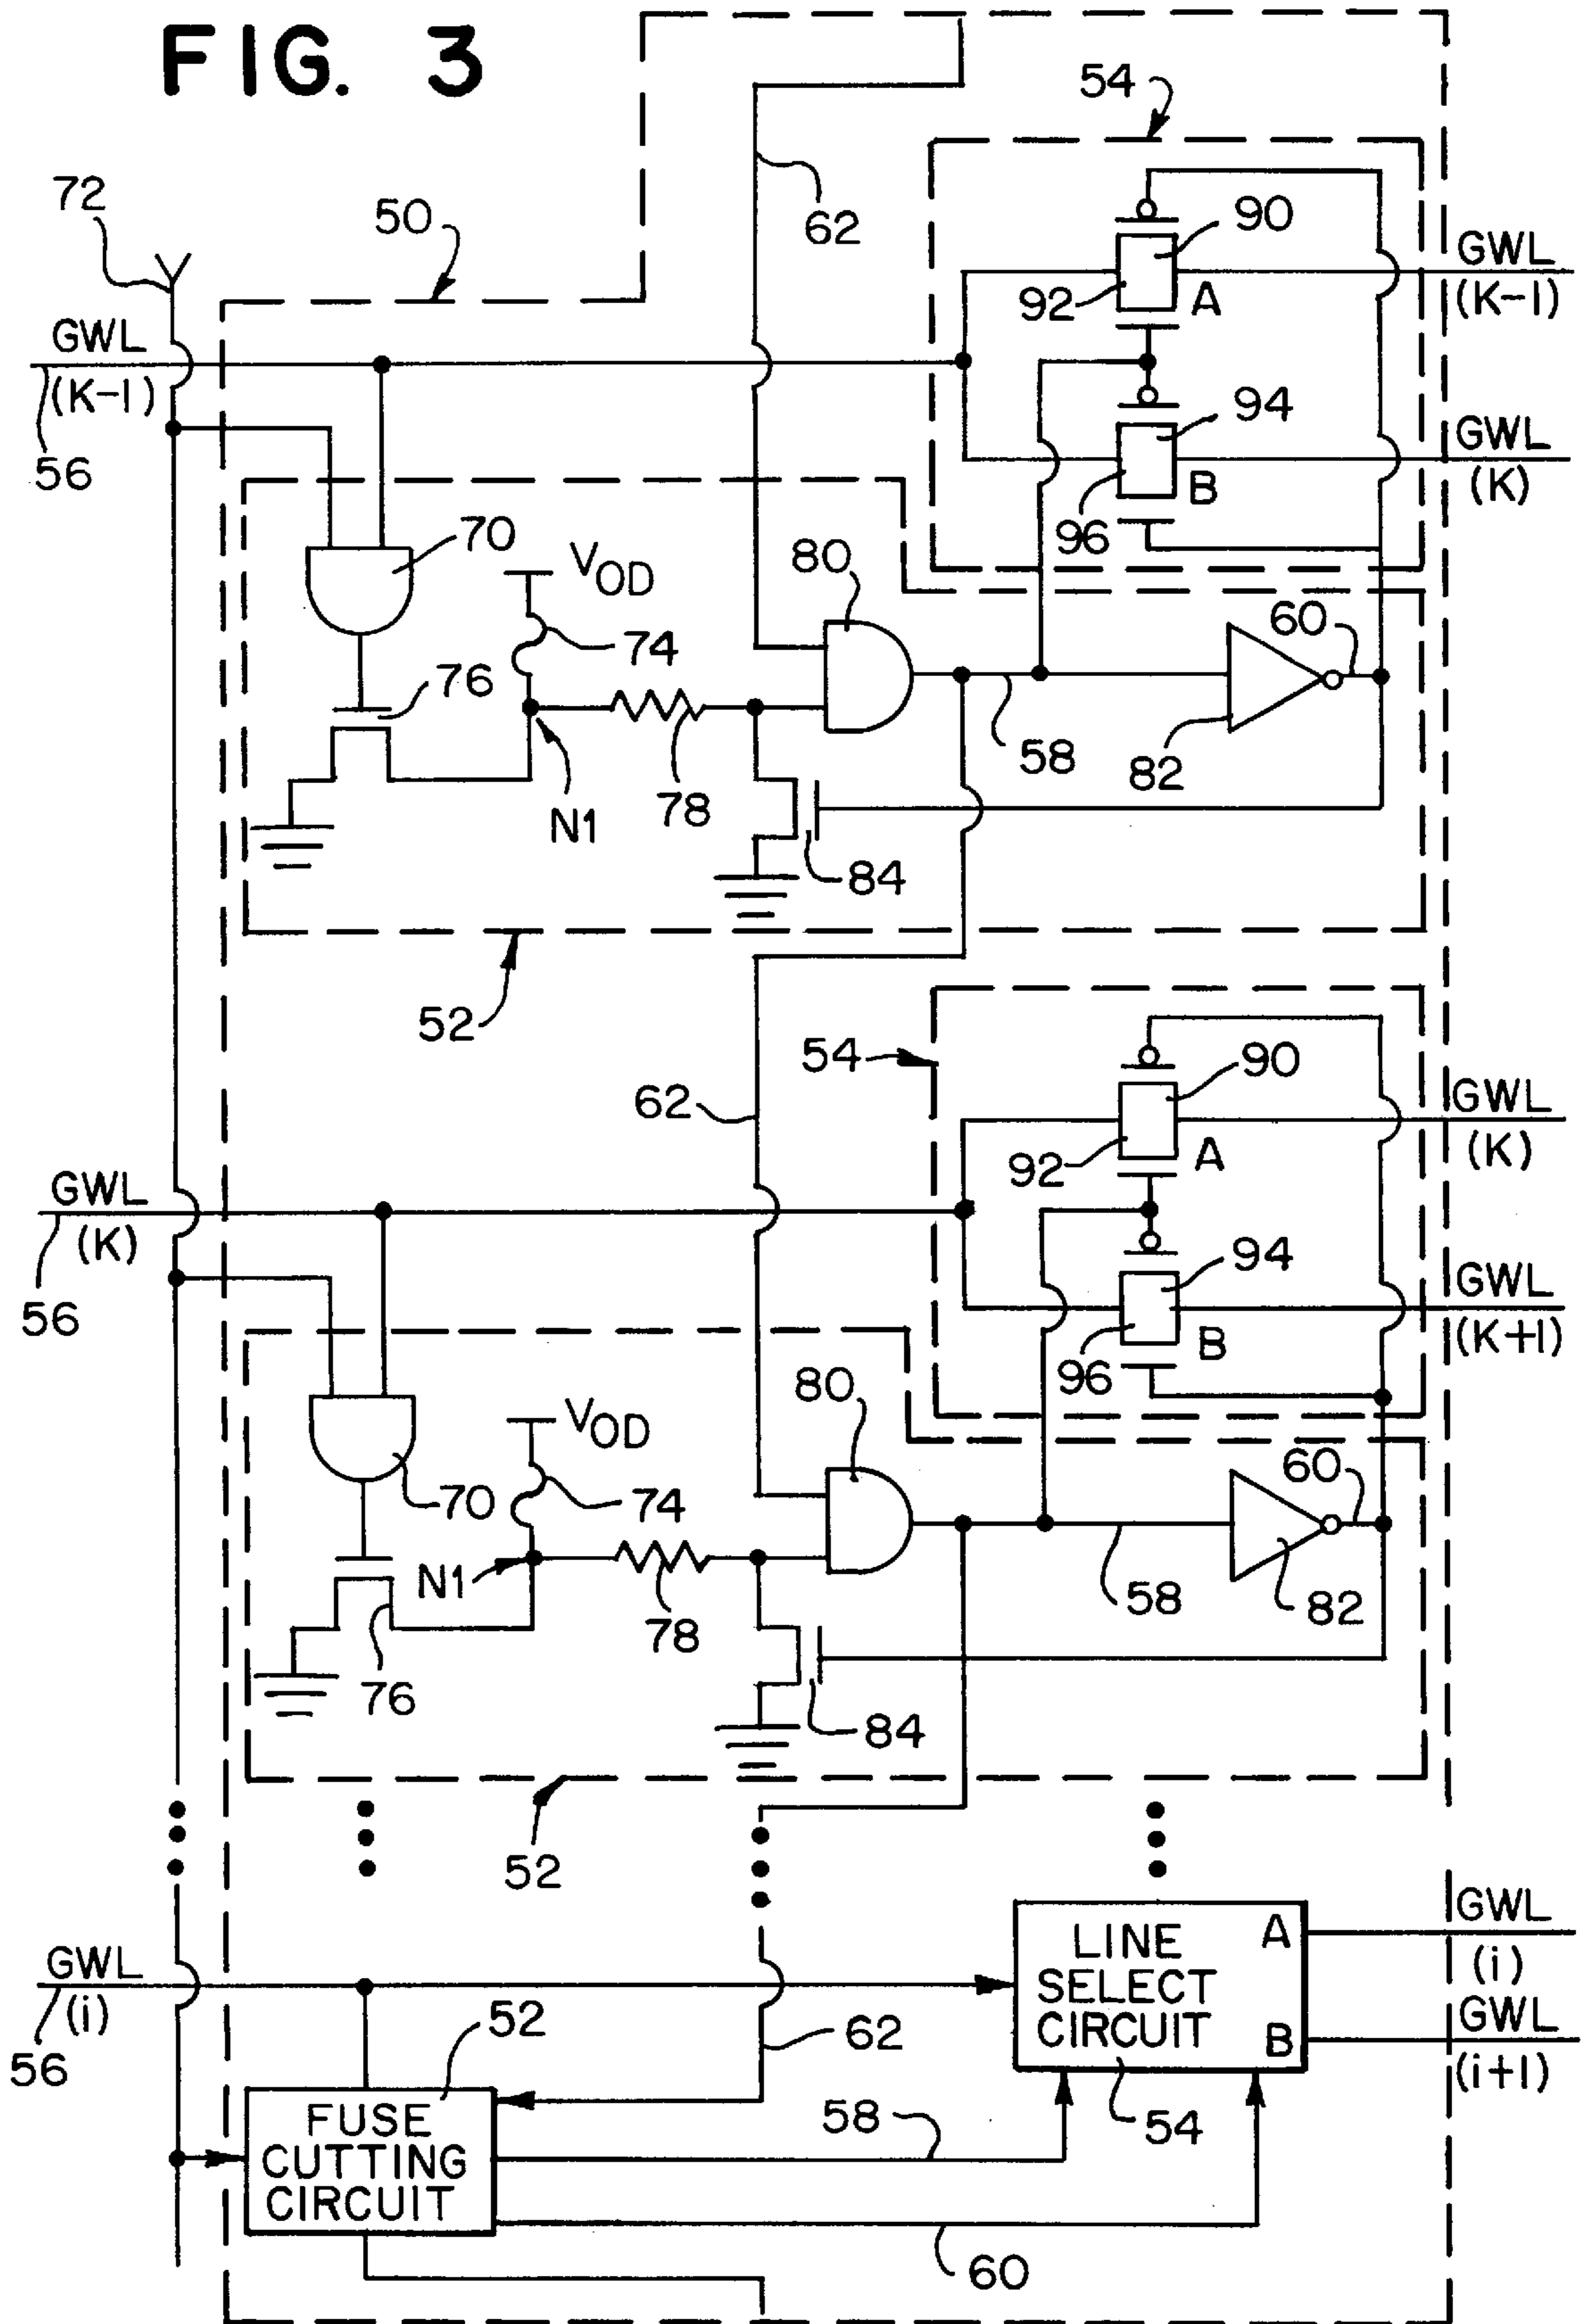 FIG. 3
54
72
50
62
90
GWL
(K-1)
92
A
GWL
(K-1)
56
94
GWL
(K)
96
B
70
VOD
80
60
74
76
58
82
N1
78
84
52
54
90
62
GWL
(K)
92
A
GWL
(K)
56
94
GWL
(K+1)
96
B
80
VOD
70
74
60
N1
58
82
76
78
84
52
GWL
(i)
56
52
62
LINE
SELECT
CIRCUIT
A
B
GWL
(i)
GWL
(i+1)
54
FUSE
CUTTING
CIRCUIT
58
60